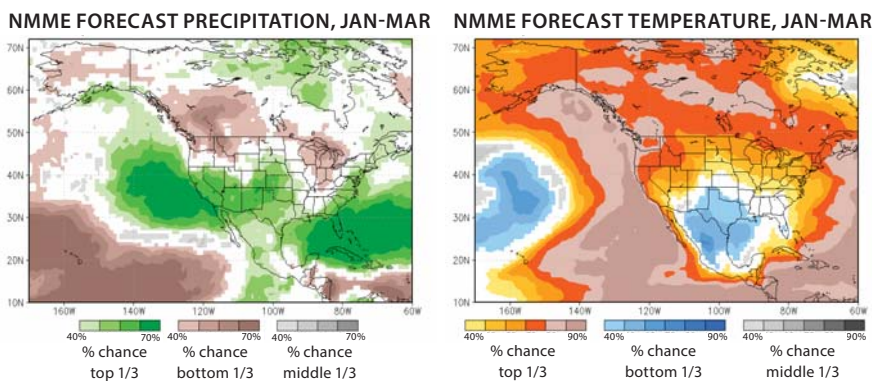 NMME FORECAST PRECIPITATION, JAN-MAR
70N
60N
50N
40N
30N
20N
10N
160W 140W 120W 100W 80W 60W
40% 70% 40% 70% 40% 70%
% chance top 1/3
% chance bottom 1/3
% chance middle 1/3
NMME FORECAST TEMPERATURE, JAN-MAR
70N
60N
50N
40N
30N
20N
10N
160W 140W 120W 100W 80W 60W
40% 90% 40% 90% 40% 90%
% chance top 1/3
% chance bottom 1/3
% chance middle 1/3